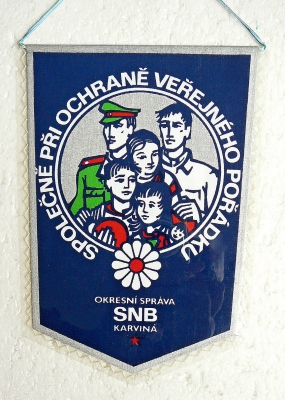 SPOLEČNĚ PŘI OCHRANĚ VEŘEJNÉHO POŘÁDKU
OKRESNÍ SPRÁVA
SNB
KARVINÁ